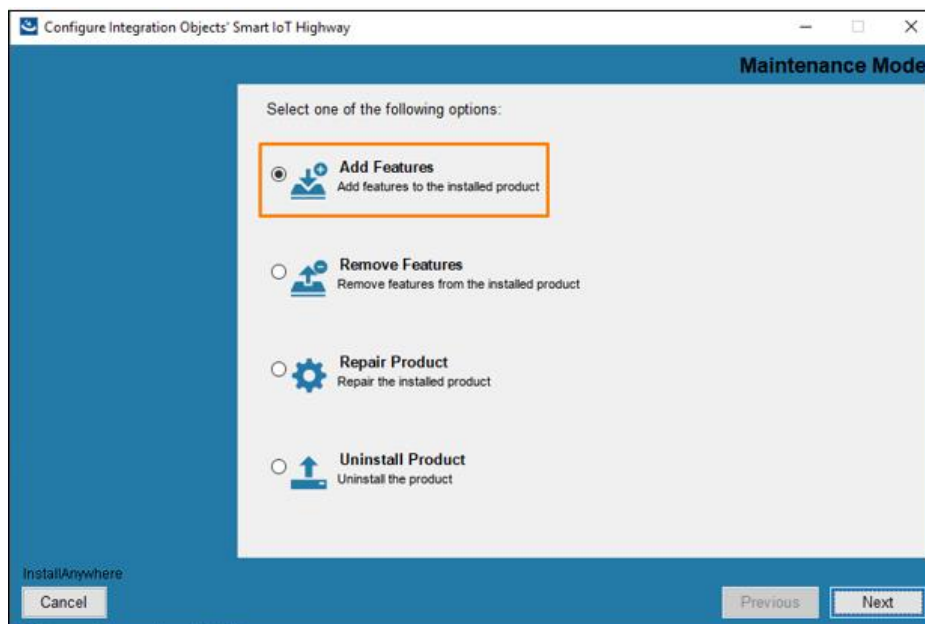 Configure Integration Objects' Smart IoT Highway
Maintenance Mode
Select one of the following options:
Add Features
Add features to the installed product
Remove Features
Remove features from the installed product
Repair Product
Repair the installed product
Uninstall Product
Uninstall the product
InstallAnywhere
Cancel
Previous
Next